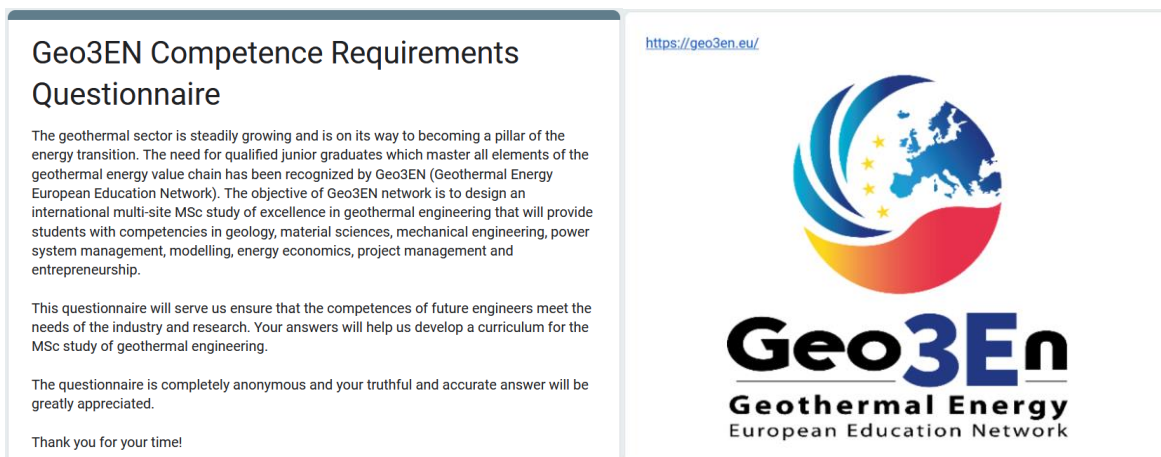 Geo3EN Competence Requirements
Questionnaire
The geothermal sector is steadily growing and is on its way to becoming a pillar of the
energy transition. The need for qualified junior graduates which master all elements of the
geothermal energy value chain has been recognized by Geo3EN (Geothermal Energy
European Education Network). The objective of Geo3EN network is to design an
international multi-site MSc study of excellence in geothermal engineering that will provide
students with competencies in geology, material sciences, mechanical engineering, power
system management, modelling, energy economics, project management and
entrepreneurship.
This questionnaire will serve us ensure that the competences of future engineers meet the
needs of the industry and research. Your answers will help us develop a curriculum for the
MSc study of geothermal engineering.
The questionnaire is completely anonymous and your truthful and accurate answer will be
greatly appreciated.
Thank you for your time!
https://geo3en.eu/
Geo3En
Geothermal Energy
European Education Network